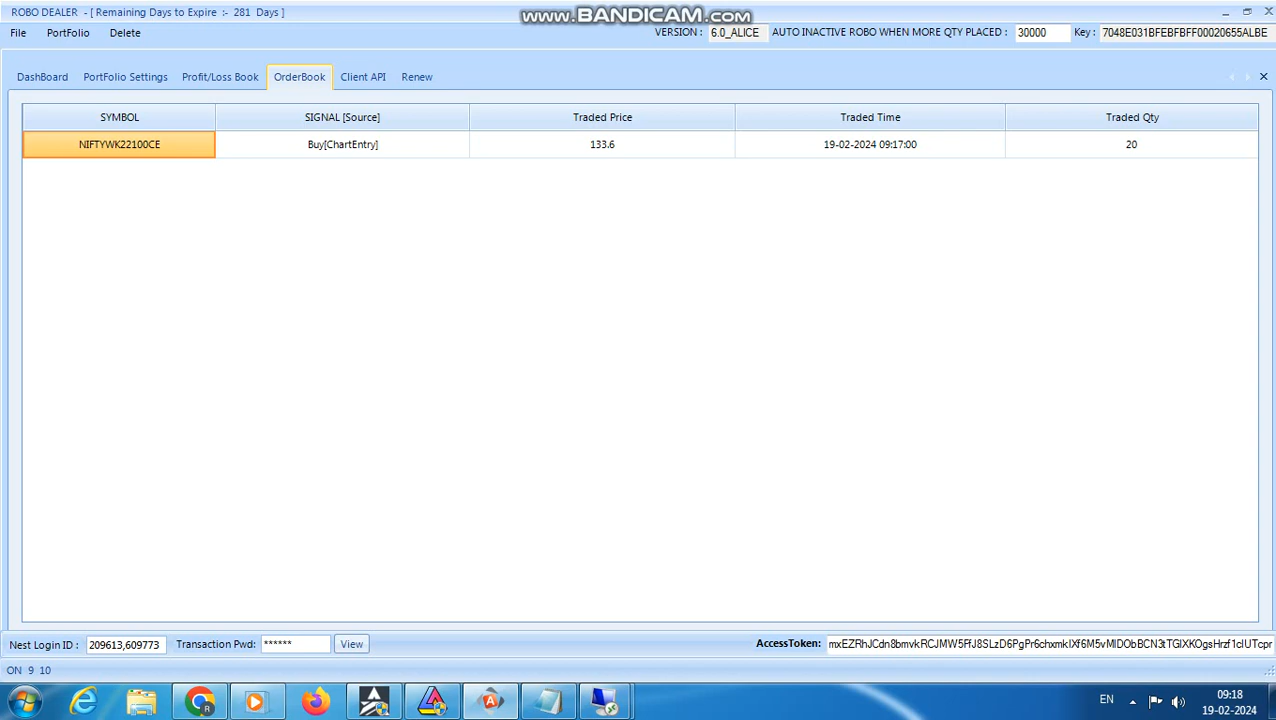 ROBO DEALER - [ Remaining Days to Expire :- 281 Days ]
www.BANDICAM.com
File PortFolio Delete
VERSION : 6.0_ALICE AUTO INACTIVE ROBO WHEN MORE QTY PLACED : 30000 Key : 7048E031BFEBFBFF00020655ALBE
DashBoard PortFolio Settings Profit/Loss Book OrderBook Client API Renew
SYMBOL SIGNAL [Source] Traded Price Traded Time Traded Qty
NIFTYWK22100CE Buy[ChartEntry] 133.6 19-02-2024 09:17:00 20
Nest Login ID : 209613,609773 Transaction Pwd: ****** View AccessToken:
ON 9 10
EN 09:18
19-02-2024